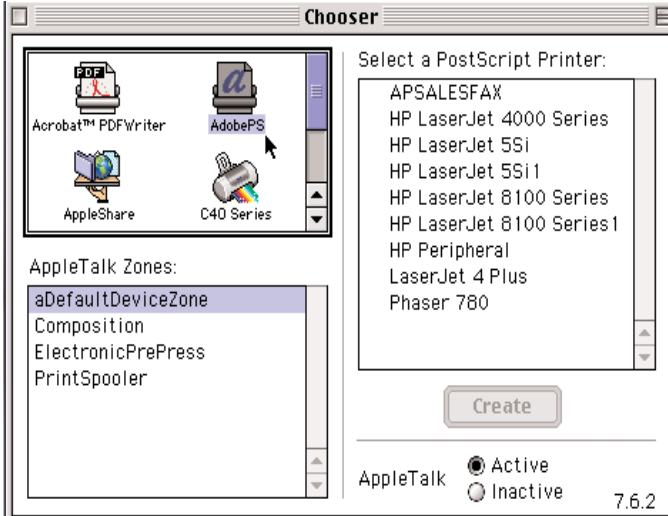 Chooser
PDF
Acrobat™ PDFWriter
a
AdobePS
AppleShare
C40 Series
AppleTalk Zones:
aDefaultDeviceZone
Composition
ElectronicPrePress
PrintSpooler
Select a PostScript Printer:
APSALESFAX
HP LaserJet 4000 Series
HP LaserJet 5Si
HP LaserJet 5Si1
HP LaserJet 8100 Series
HP LaserJet 8100 Series1
HP Peripheral
LaserJet 4 Plus
Phaser 780
Create
AppleTalk
Active
Inactive
7.6.2